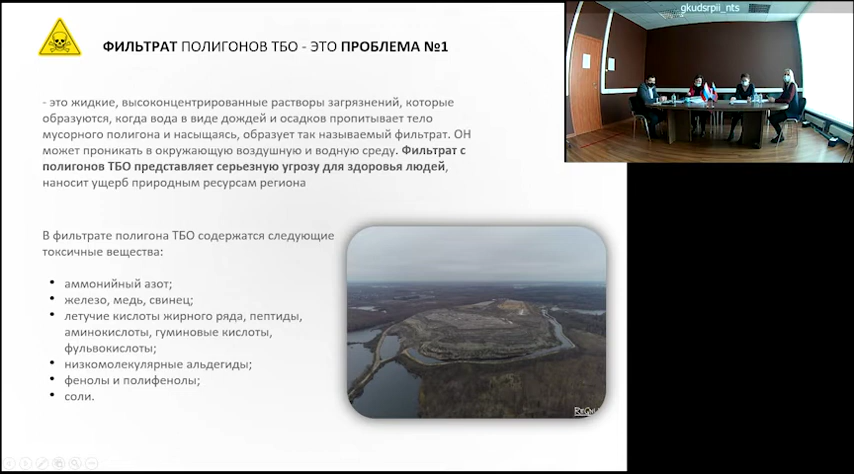 gkudsrpii_nts
ФИЛЬТРАТ ПОЛИГОНОВ ТБО - ЭТО ПРОБЛЕМА №1
- это жидкие, высоконцентрированные растворы загрязнений, которые
образуются, когда вода в виде дождей и осадков пропитывает тело
мусорного полигона и насыщаясь, образует так называемый фильтрат. ОН
может проникать в окружающую воздушную и водную среду. Фильтрат с
полигонов ТБО представляет серьезную угрозу для здоровья людей,
наносит ущерб природным ресурсам региона
В фильтрате полигона ТБО содержатся следующие
токсичные вещества:
• аммонийный азот;
• железо, медь, свинец;
• летучие кислоты жирного ряда, пептиды,
аминокислоты, гуминовые кислоты,
фульвокислоты;
• низкомолекулярные альдегиды;
• фенолы и полифенолы;
• соли.